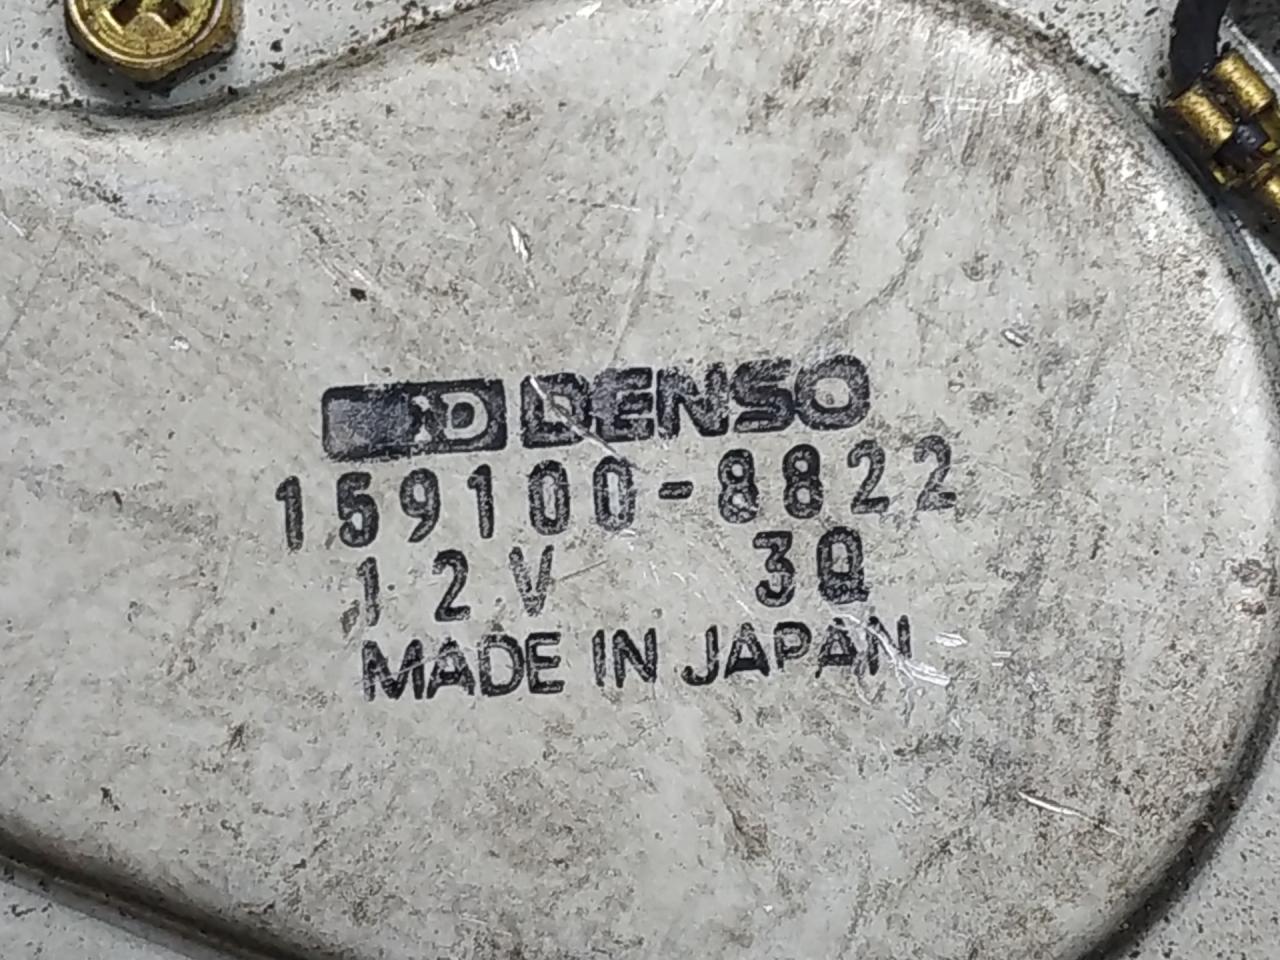 D DENSO
159100-8822
12V 3Q
MADE IN JAPAN